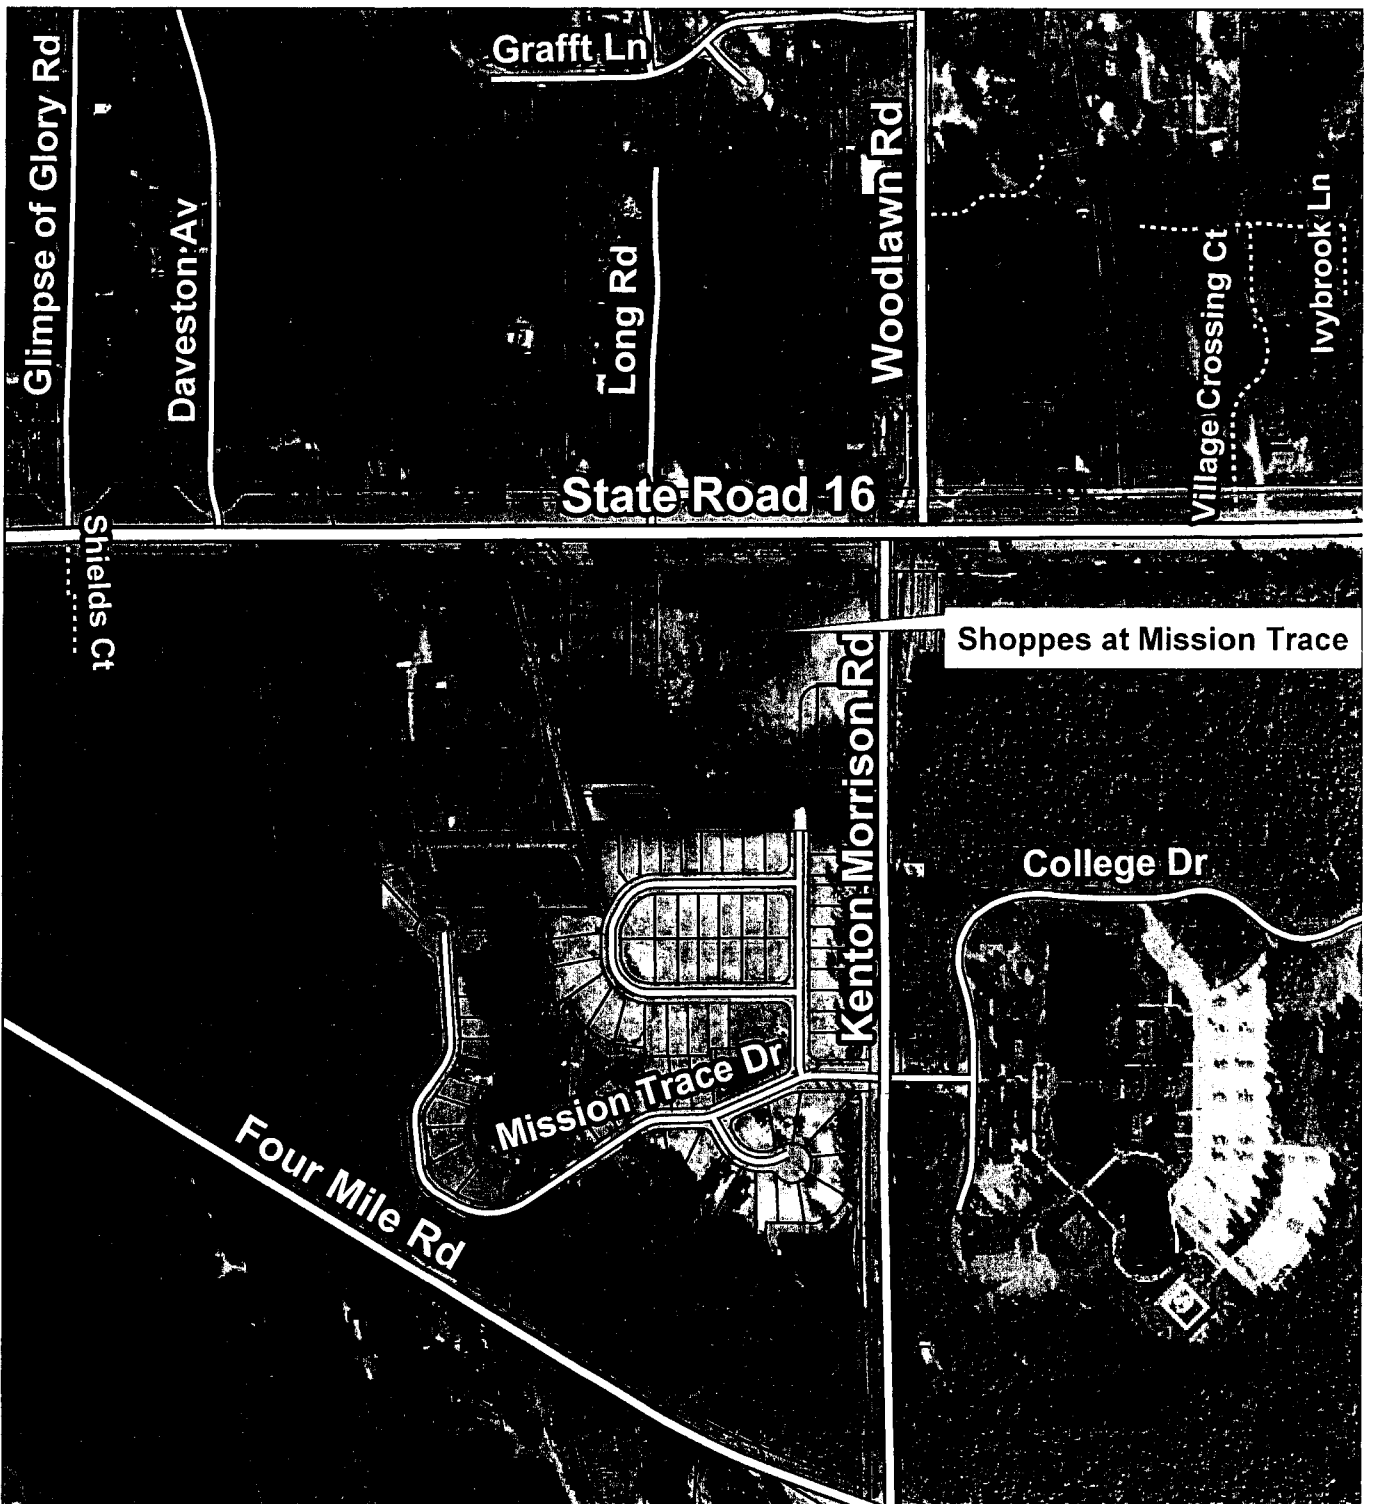 Grafft Ln
Glimpse of Glory Rd
Daveston Av
Long Rd
Woodlawn Rd
Village Crossing Ct
Ivybrook Ln
State Road 16
Shields Ct
Shoppes at Mission Trace
Kenton Morrison Rd
College Dr
Mission Trace Dr
Four Mile Rd